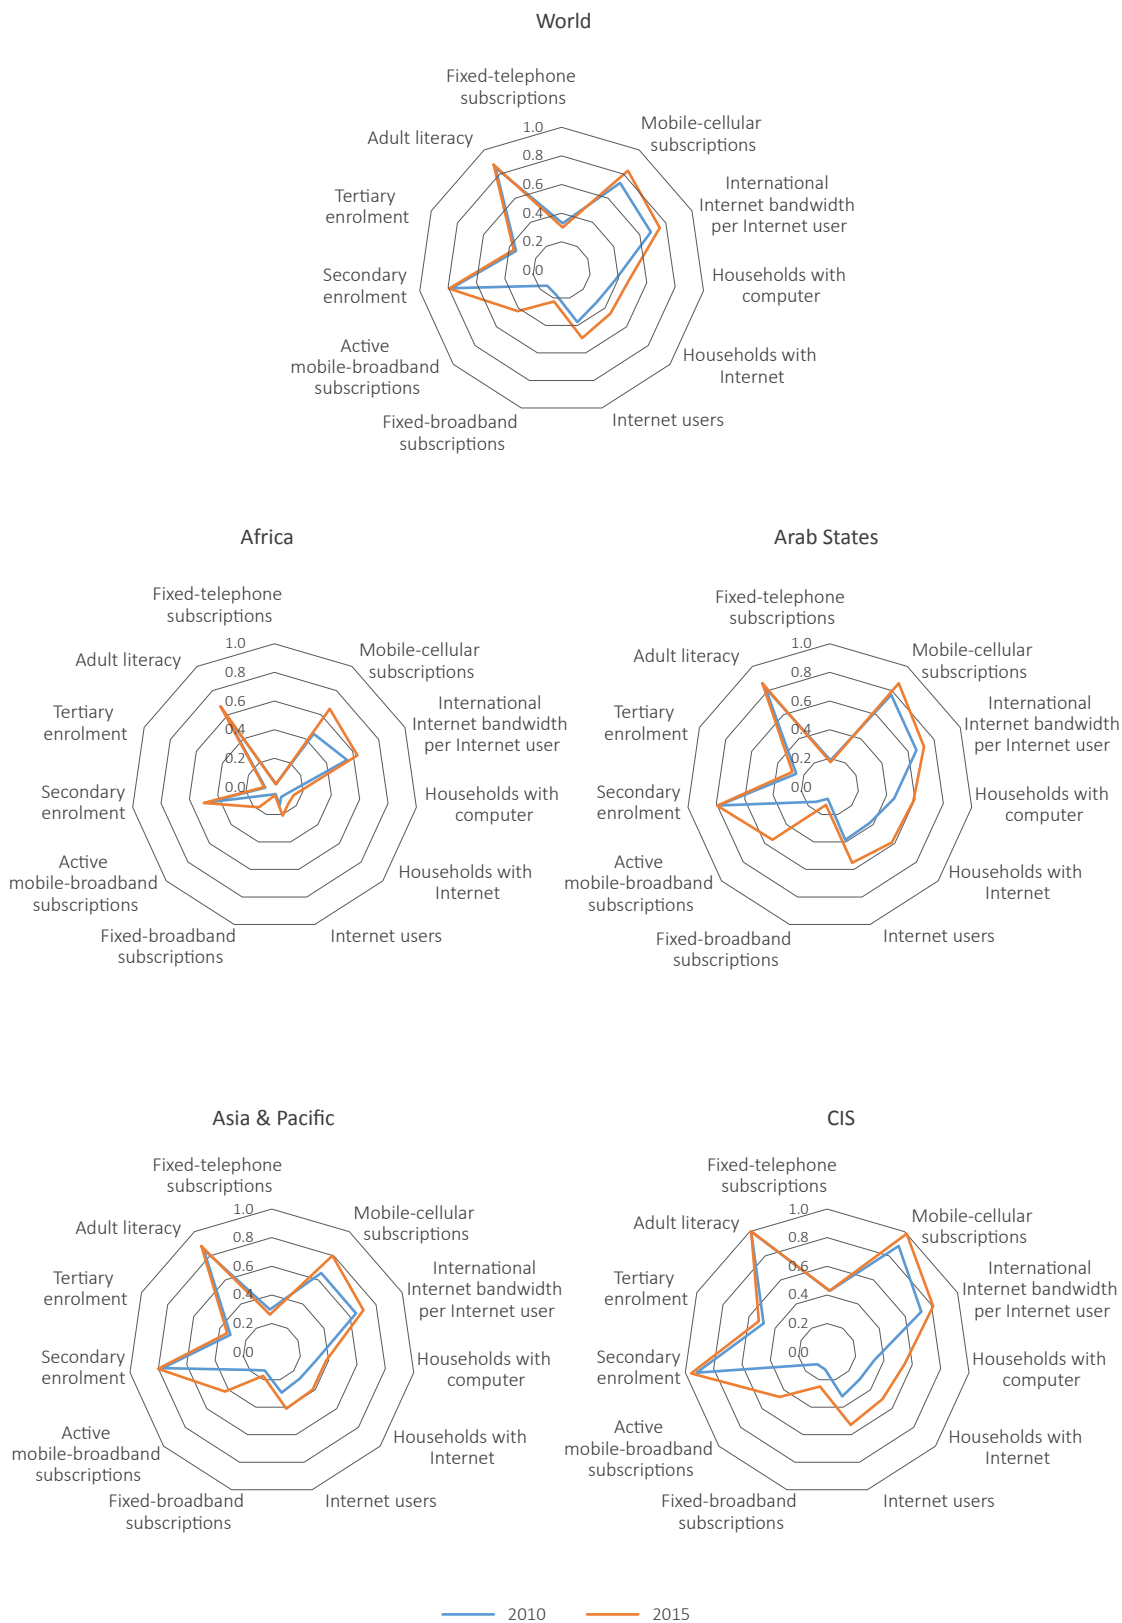 World
Fixed-telephone
subscriptions
Mobile-cellular
subscriptions
International
Internet bandwidth
per Internet user
Households with
computer
Households with
Internet
Internet users
Fixed-broadband
subscriptions
Active
mobile-broadband
subscriptions
Secondary
enrolment
Tertiary
enrolment
Adult literacy
1.0
0.8
0.6
0.4
0.2
0.0
Africa
Fixed-telephone
subscriptions
Mobile-cellular
subscriptions
International
Internet bandwidth
per Internet user
Households with
computer
Households with
Internet
Internet users
Fixed-broadband
subscriptions
Active
mobile-broadband
subscriptions
Secondary
enrolment
Tertiary
enrolment
Adult literacy
1.0
0.8
0.6
0.4
0.2
0.0
Arab States
Fixed-telephone
subscriptions
Mobile-cellular
subscriptions
International
Internet bandwidth
per Internet user
Households with
computer
Households with
Internet
Internet users
Fixed-broadband
subscriptions
Active
mobile-broadband
subscriptions
Secondary
enrolment
Tertiary
enrolment
Adult literacy
1.0
0.8
0.6
0.4
0.2
0.0
Asia & Pacific
Fixed-telephone
subscriptions
Mobile-cellular
subscriptions
International
Internet bandwidth
per Internet user
Households with
computer
Households with
Internet
Internet users
Fixed-broadband
subscriptions
Active
mobile-broadband
subscriptions
Secondary
enrolment
Tertiary
enrolment
Adult literacy
1.0
0.8
0.6
0.4
0.2
0.0
CIS
Fixed-telephone
subscriptions
Mobile-cellular
subscriptions
International
Internet bandwidth
per Internet user
Households with
computer
Households with
Internet
Internet users
Fixed-broadband
subscriptions
Active
mobile-broadband
subscriptions
Secondary
enrolment
Tertiary
enrolment
Adult literacy
1.0
0.8
0.6
0.4
0.2
0.0
2010
2015